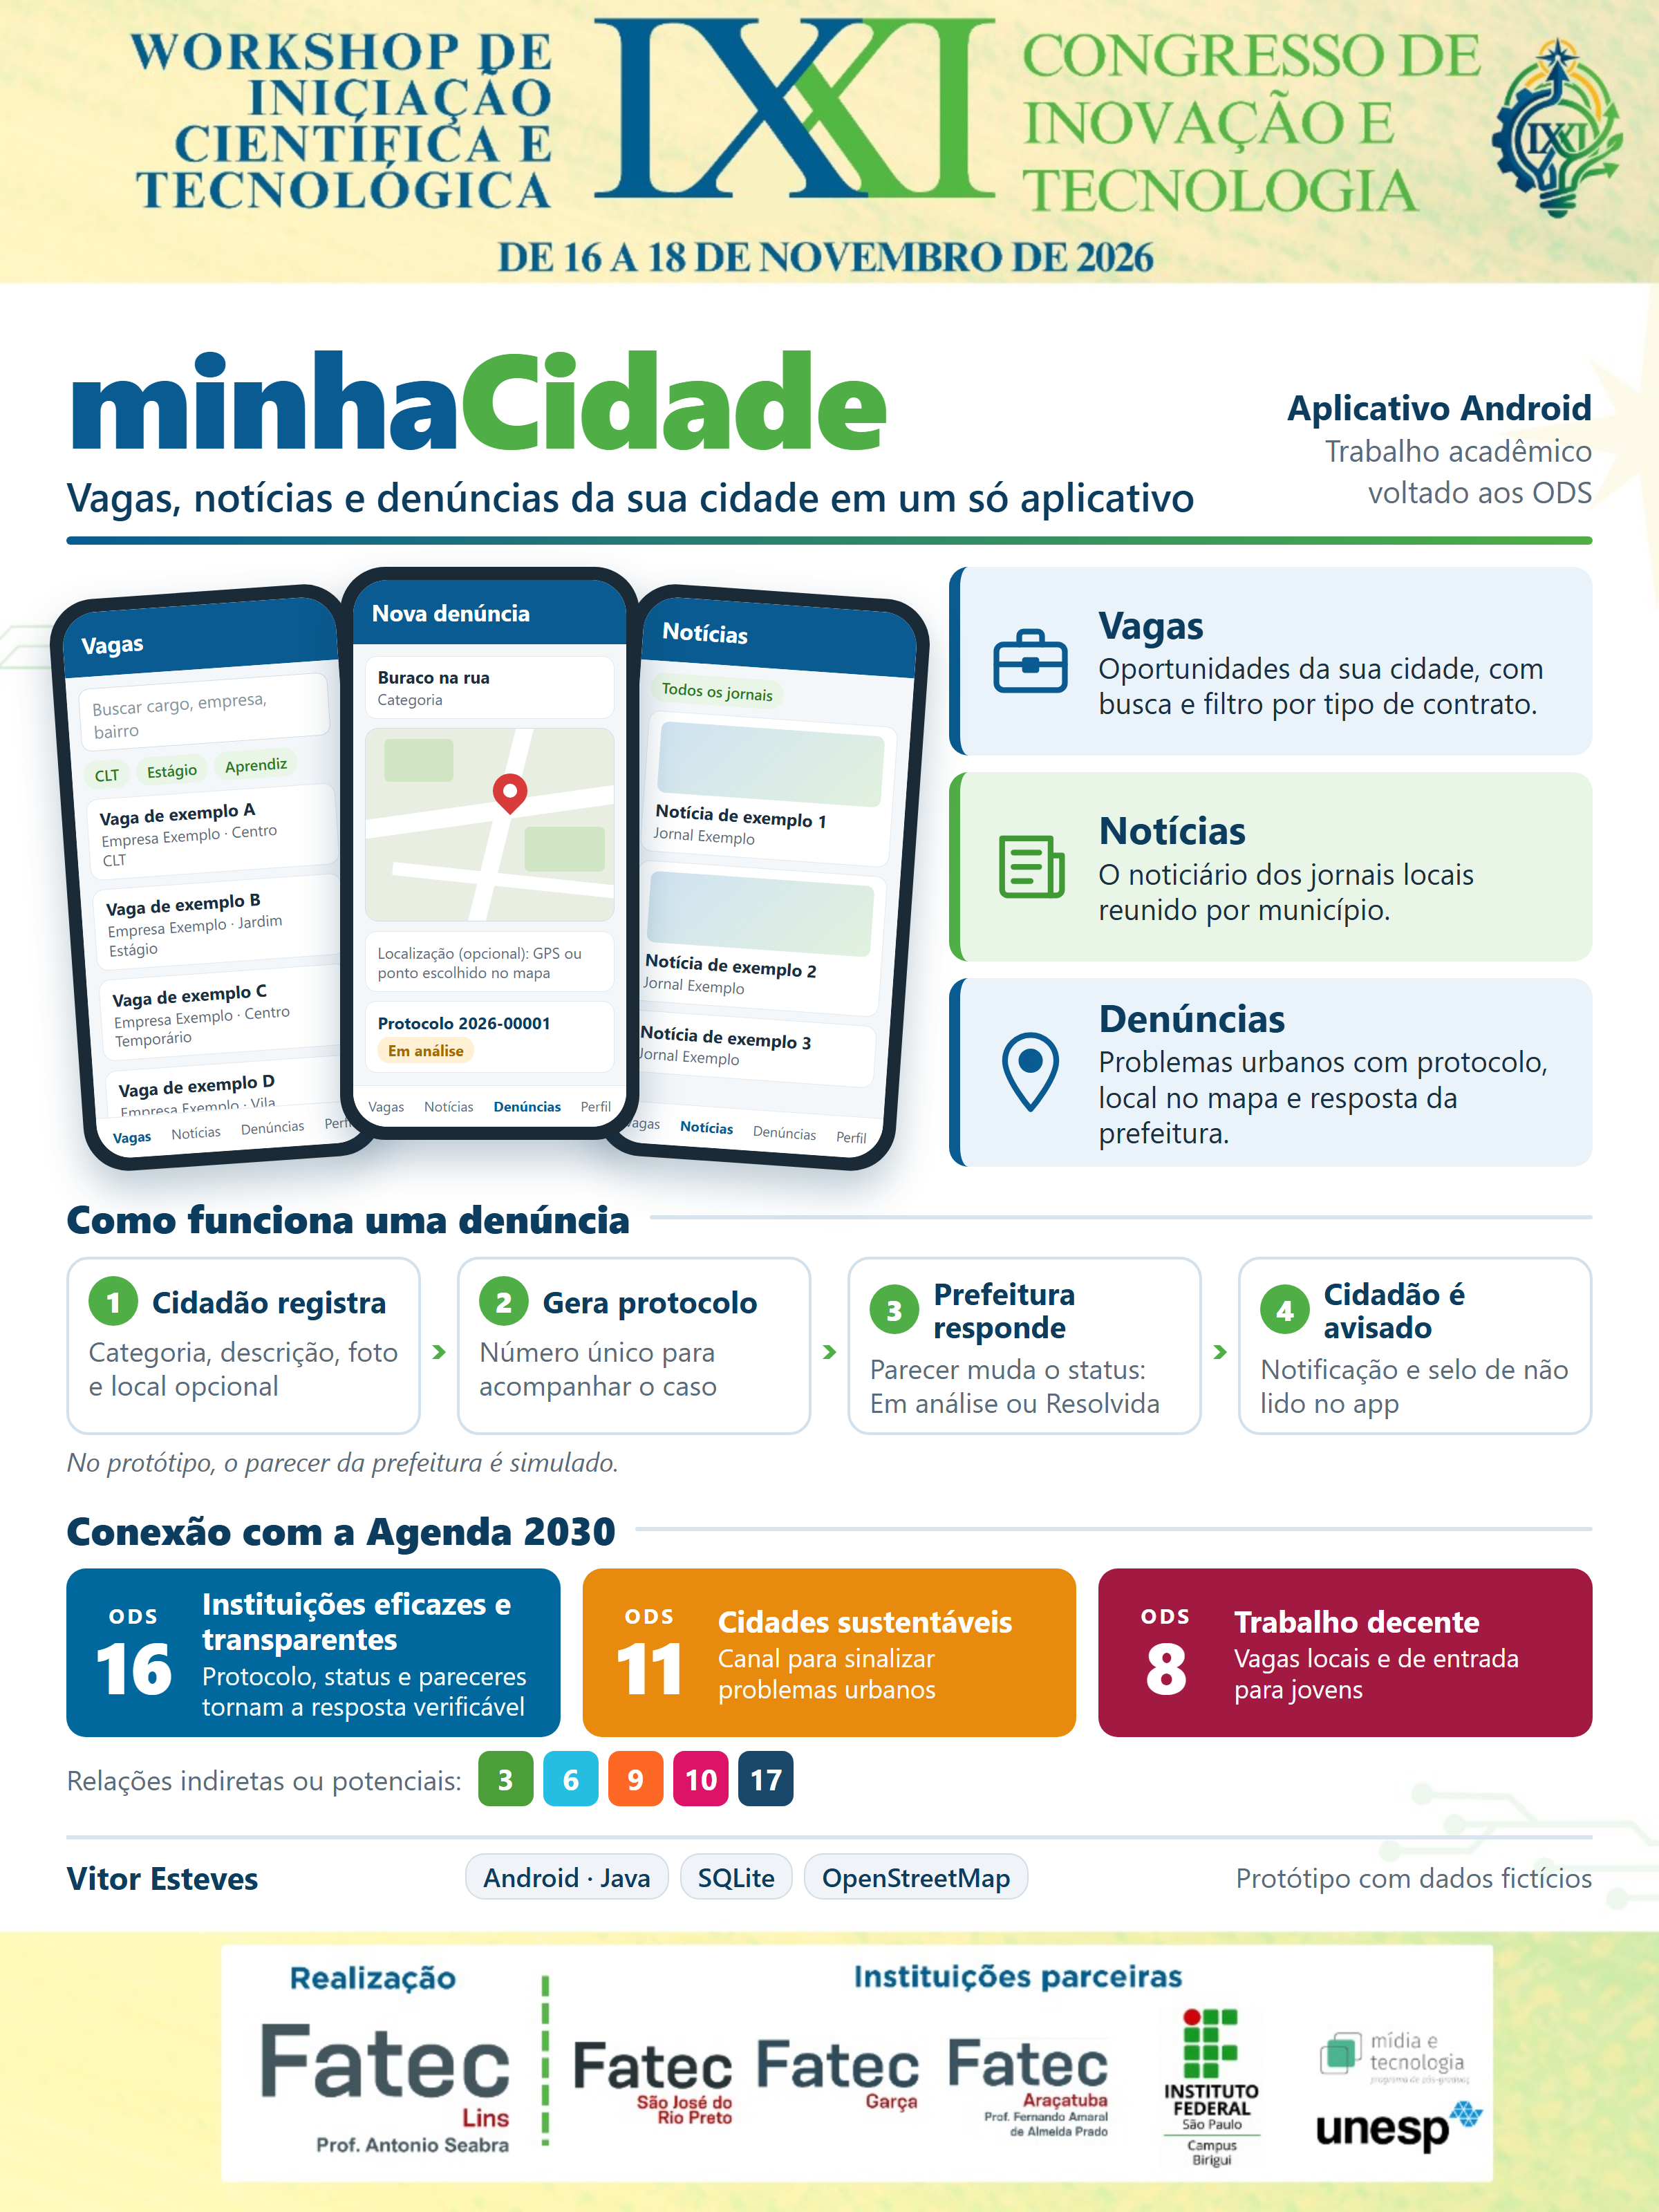 WORKSHOP DE
INICIAÇÃO
CIENTÍFICA E
TECNOLÓGICA
IXXI
CONGRESSO DE
INOVAÇÃO E
TECNOLOGIA
IXXI
DE 16 A 18 DE NOVEMBRO DE 2026
minhaCidade
Vagas, notícias e denúncias da sua cidade em um só aplicativo
Aplicativo Android
Trabalho acadêmico
voltado aos ODS
Vagas
Buscar cargo, empresa,
bairro
CLT Estágio Aprendiz
Vaga de exemplo A
Empresa Exemplo · Centro
CLT
Vaga de exemplo B
Empresa Exemplo · Jardim
Estágio
Vaga de exemplo C
Empresa Exemplo · Centro
Temporário
Vaga de exemplo D
Empresa Exemplo · Vila
Vagas Notícias Denúncias Perfil
Nova denúncia
Buraco na rua
Categoria
Localização (opcional): GPS ou
ponto escolhido no mapa
Protocolo 2026-00001
Em análise
Vagas Notícias Denúncias Perfil
Notícias
Todos os jornais
Notícia de exemplo 1
Jornal Exemplo
Notícia de exemplo 2
Jornal Exemplo
Notícia de exemplo 3
Jornal Exemplo
Vagas Notícias Denúncias Perfil
Vagas
Oportunidades da sua cidade, com
busca e filtro por tipo de contrato.
Notícias
O noticiário dos jornais locais
reunido por município.
Denúncias
Problemas urbanos com protocolo,
local no mapa e resposta da
prefeitura.
Como funciona uma denúncia
1 Cidadão registra
Categoria, descrição, foto
e local opcional
2 Gera protocolo
Número único para
acompanhar o caso
3 Prefeitura
responde
Parecer muda o status:
Em análise ou Resolvida
4 Cidadão é
avisado
Notificação e selo de não
lido no app
No protótipo, o parecer da prefeitura é simulado.
Conexão com a Agenda 2030
ODS
16
Instituições eficazes e
transparentes
Protocolo, status e pareceres
tornam a resposta verificável
ODS
11
Cidades sustentáveis
Canal para sinalizar
problemas urbanos
ODS
8
Trabalho decente
Vagas locais e de entrada
para jovens
Relações indiretas ou potenciais: 3 6 9 10 17
Vitor Esteves
Android · Java SQLite OpenStreetMap
Protótipo com dados fictícios
Realização
Fatec
Lins
Prof. Antonio Seabra
Instituições parceiras
Fatec
São José do
Rio Preto
Fatec
Garça
Fatec
Araçatuba
Prof. Fernando Amaral
de Almeida Prado
INSTITUTO
FEDERAL
São Paulo
Campus
Birigui
mídia e
tecnologia
programa de pós-graduação
unesp